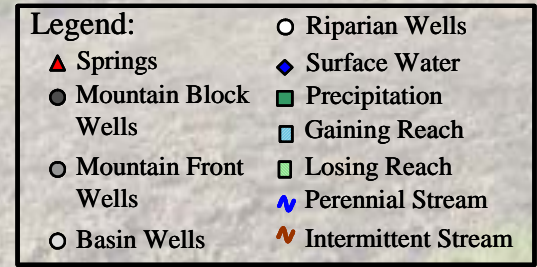 Legend:
Springs
Mountain Block
Wells
Mountain Front
Wells
Basin Wells
Riparian Wells
Surface Water
Precipitation
Gaining Reach
Losing Reach
Perennial Stream
Intermittent Stream